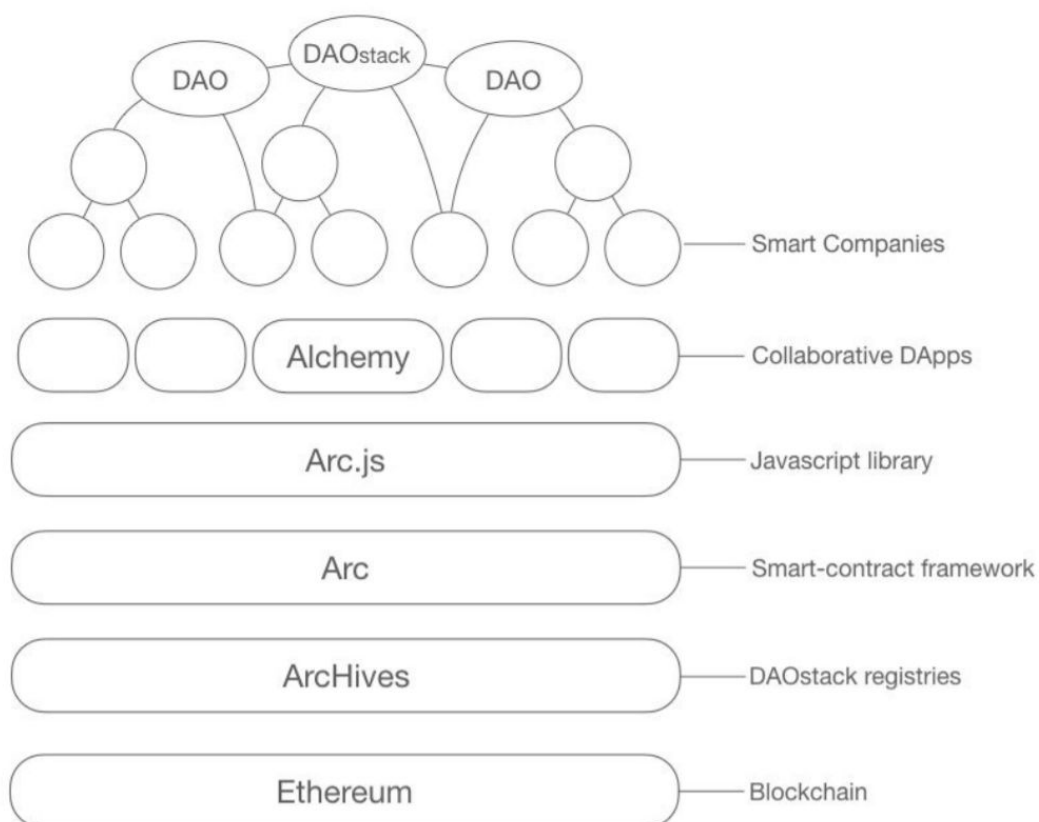 DAOstack
DAO
DAO
Smart Companies
Alchemy
Collaborative DApps
Arc.js
Javascript library
Arc
Smart-contract framework
ArcHives
DAOstack registries
Ethereum
Blockchain